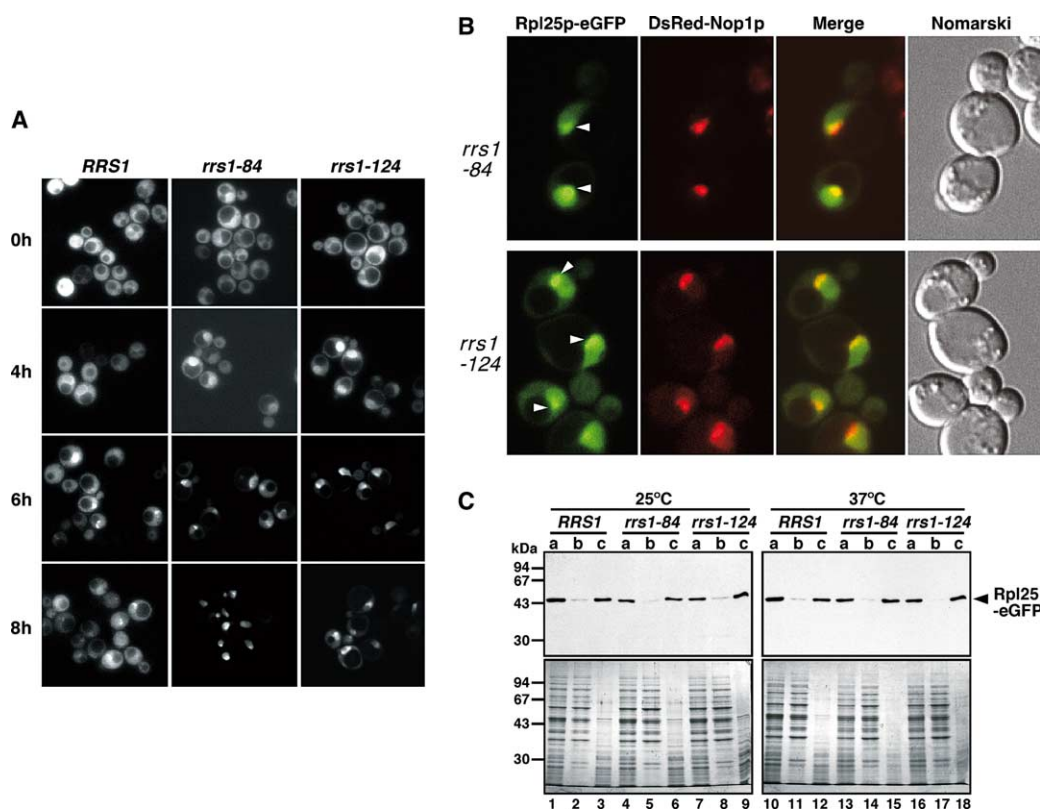 A
RRS1 rrs1-84 rrs1-124
0h
4h
6h
8h
B
Rpl25p-eGFP DsRed-Nop1p Merge Nomarski
rrs1
-84
rrs1
-124
C
25°C 37°C
RRS1 rrs1-84 rrs1-124 RRS1 rrs1-84 rrs1-124
a b c a b c a b c a b c a b c a b c
kDa
94
67
43
30
Rpl25
-eGFP
94
67
43
30
1 2 3 4 5 6 7 8 9 10 11 12 13 14 15 16 17 18